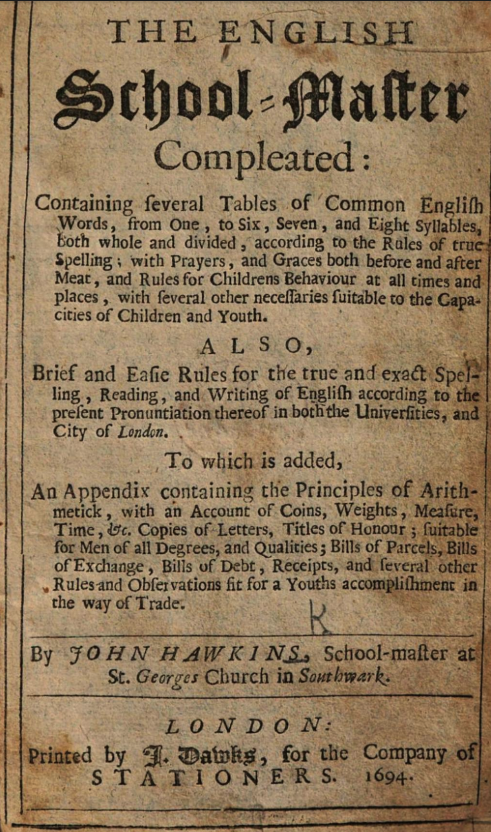 THE ENGLISH
School-Maſter
Compleated:
Containing ſeveral Tables of Common Engliſh
Words, from One, to Six, Seven, and Eight Syllables,
both whole and divided, according to the Rules of true
Spelling; with Prayers, and Graces both before and after
Meat, and Rules for Childrens Behaviour at all times and
places, with ſeveral other neceſſaries ſuitable to the Capa-
cities of Children and Youth.
ALSO,
Brief and Eaſie Rules for the true and exact Spel-
ling, Reading, and Writing of Engliſh according to the
preſent Pronuntiation thereof in both the Univerſities, and
City of London.
To which is added,
An Appendix containing the Principles of Arith-
metick, with an Account of Coins, Weights, Meaſure,
Time, &c. Copies of Letters, Titles of Honour; ſuitable
for Men of all Degrees, and Qualities; Bills of Parcels, Bills
of Exchange, Bills of Debt, Receipts, and ſeveral other
Rules and Obſervations fit for a Youths accompliſhment in
the way of Trade.
K
By JOHN HAWKINS, School-maſter at
St. Georges Church in Southwark.
LONDON:
Printed by J. Dawks, for the Company of
STATIONERS. 1694.